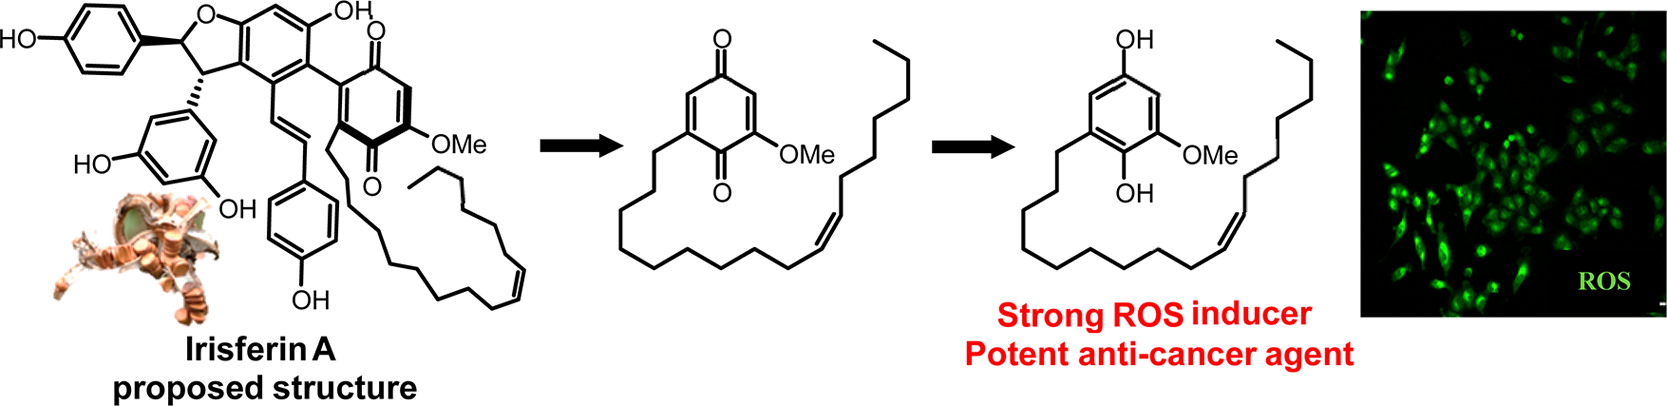 HO
O
OH
O
OMe
O
HO
OH
OH
Irisferin A
proposed structure
O
OMe
O
OH
OMe
OH
Strong ROS inducer
Potent anti-cancer agent
ROS